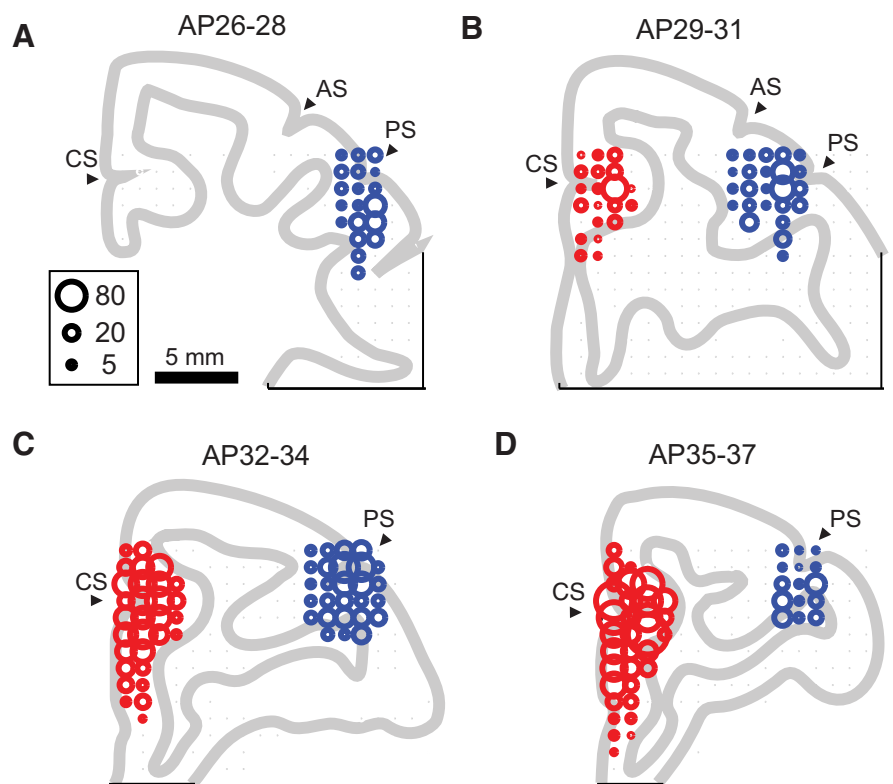 A
AP26-28
AS
PS
CS
80
20
5
5 mm
B
AP29-31
AS
PS
CS
C
AP32-34
PS
CS
D
AP35-37
PS
CS